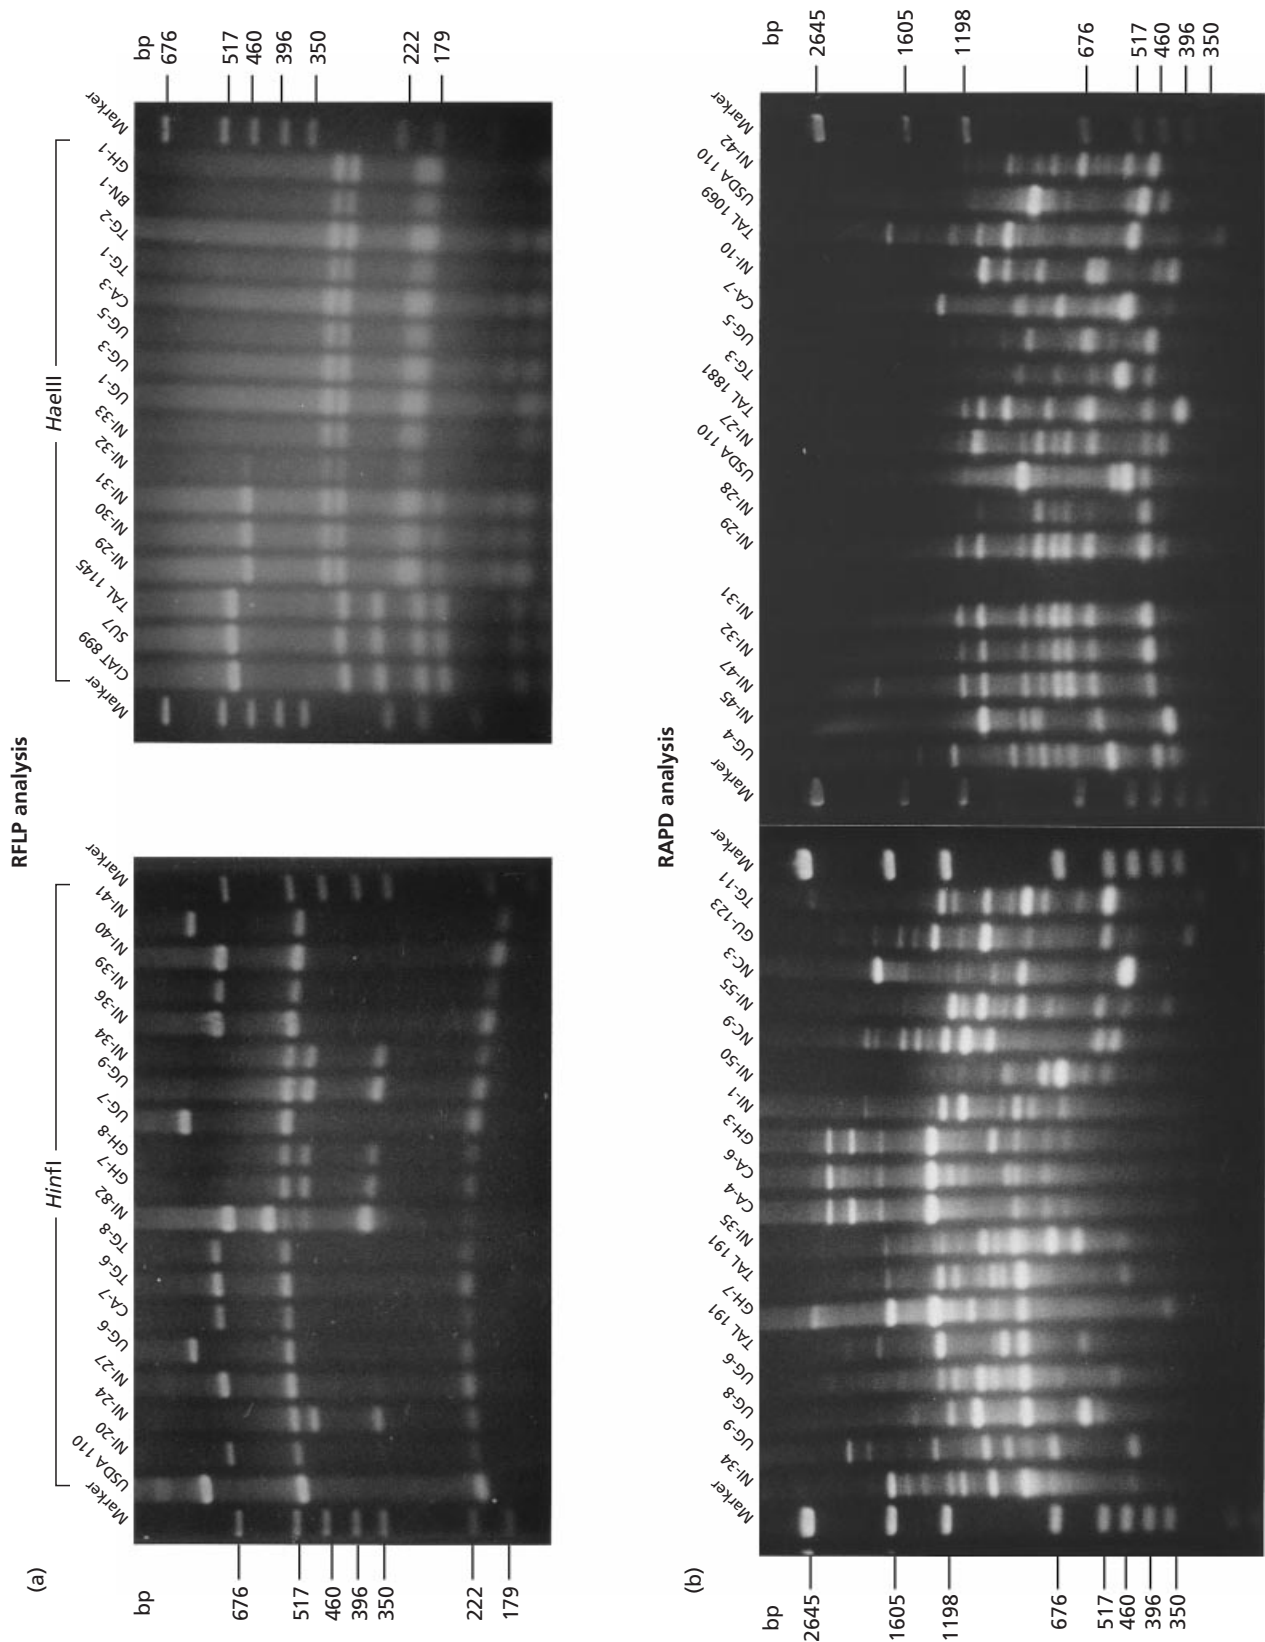 (a)
RFLP analysis
HinfI
HaeIII
Marker
USDA 110
NI-20
NI-24
NI-27
UG-6
CA-7
TG-6
TG-8
NI-82
GH-7
GH-8
UG-7
UG-9
NI-34
NI-36
NI-39
NI-40
NI-41
Marker
Marker
CIAT 899
SU7
TAL 1145
NI-29
NI-30
NI-31
NI-32
NI-33
UG-1
UG-3
UG-5
CA-3
TG-1
TG-2
BN-1
GH-1
Marker
bp
676
517
460
396
350
222
179
bp
676
517
460
396
350
222
179
(b)
RAPD analysis
Marker
NI-34
UG-9
UG-8
UG-6
TAL 191
GH-7
TAL 191
NI-35
CA-4
CA-6
GH-3
NI-1
NI-50
NC-9
NI-55
NC-3
GU-123
TG-11
Marker
Marker
UG-4
NI-45
NI-47
NI-32
NI-31
NI-29
NI-28
USDA 110
NI-27
TAL 1881
TG-3
UG-5
CA-7
NI-10
TAL 1069
USDA 110
NI-42
Marker
bp
2645
1605
1198
676
517
460
396
350
bp
2645
1605
1198
676
517
460
396
350